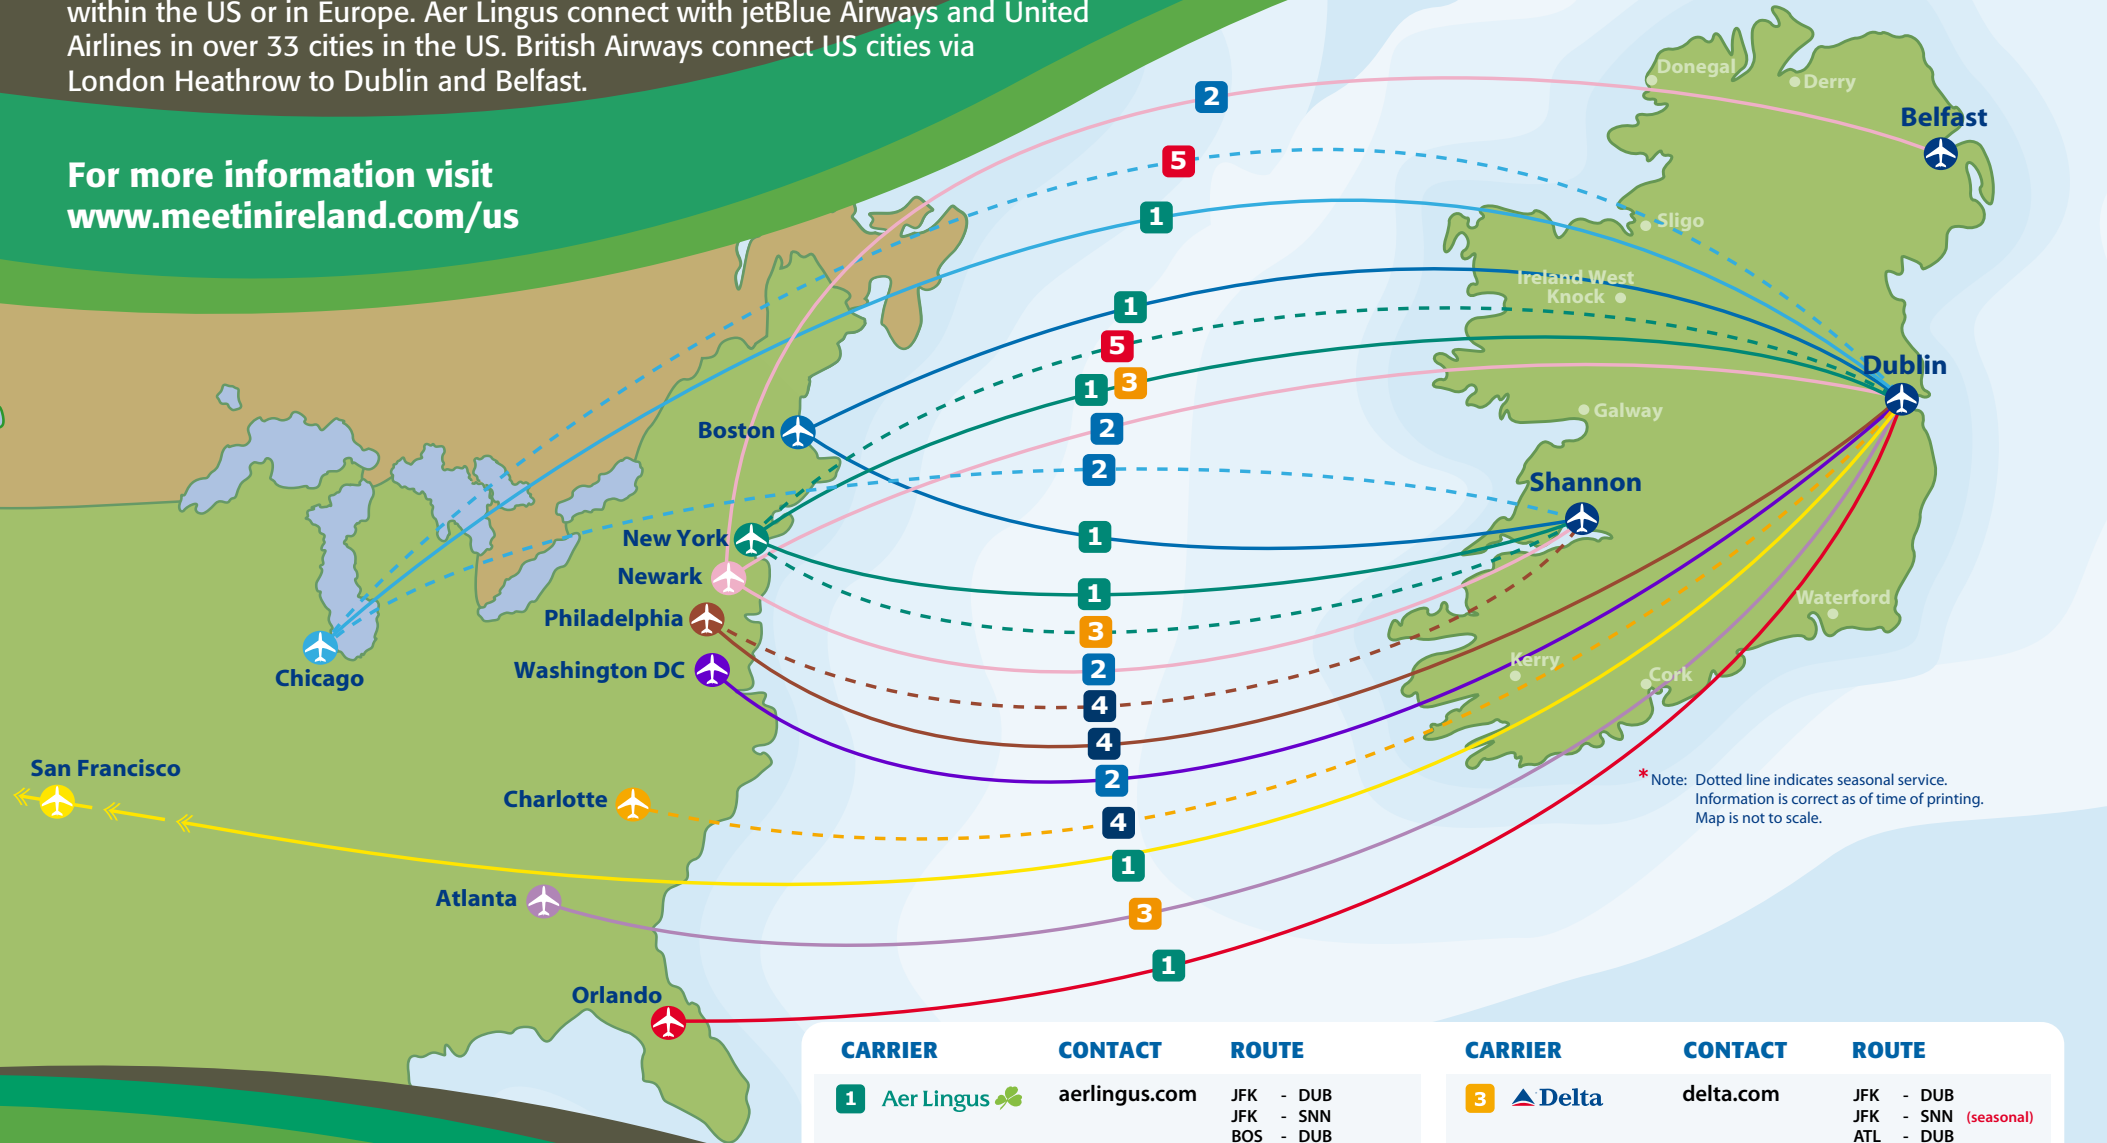 within the US or in Europe. Aer Lingus connect with jetBlue Airways and United
Airlines in over 33 cities in the US. British Airways connect US cities via
London Heathrow to Dublin and Belfast.
For more information visit
www.meetinireland.com/us
Donegal
Derry
Belfast
2
5
1
Sligo
Ireland West
Knock
1
5
1
3
Dublin
Galway
Boston
2
2
Shannon
New York
1
Newark
1
Philadelphia
3
Waterford
Washington DC
2
Kerry
Cork
Chicago
4
4
San Francisco
2
*Note: Dotted line indicates seasonal service.
Information is correct as of time of printing.
Map is not to scale.
Charlotte
4
1
Atlanta
3
1
Orlando
CARRIER CONTACT ROUTE
1 Aer Lingus aerlingus.com JFK - DUB
JFK - SNN
BOS - DUB
CARRIER CONTACT ROUTE
3 Delta delta.com JFK - DUB
JFK - SNN (seasonal)
ATL - DUB